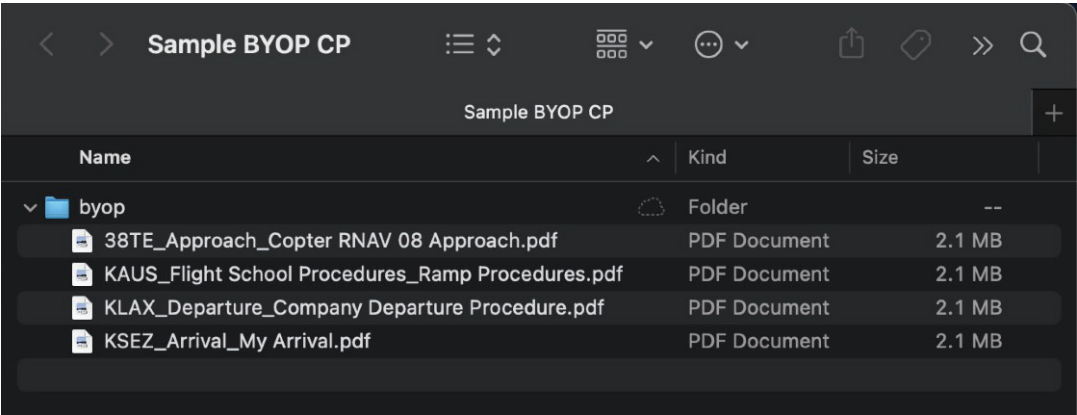 Sample BYOP CP
Sample BYOP CP
Name Kind Size
byop Folder --
38TE_Approach_Copter RNAV 08 Approach.pdf PDF Document 2.1 MB
KAUS_Flight School Procedures_Ramp Procedures.pdf PDF Document 2.1 MB
KLAX_Departure_Company Departure Procedure.pdf PDF Document 2.1 MB
KSEZ_Arrival_My Arrival.pdf PDF Document 2.1 MB